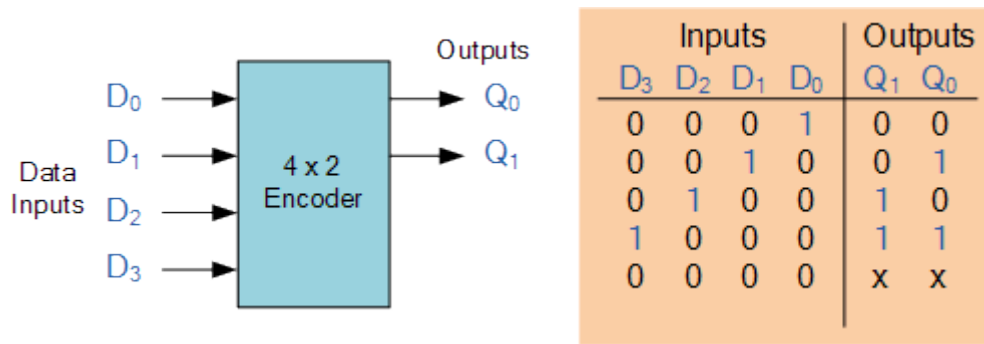 Outputs
D₀
Q₀
D₁
Q₁
Data
Inputs
4 x 2
Encoder
D₂
D₃
Inputs Outputs
D₃ D₂ D₁ D₀ Q₁ Q₀
0 0 0 1 0 0
0 0 1 0 0 1
0 1 0 0 1 0
1 0 0 0 1 1
0 0 0 0 x x